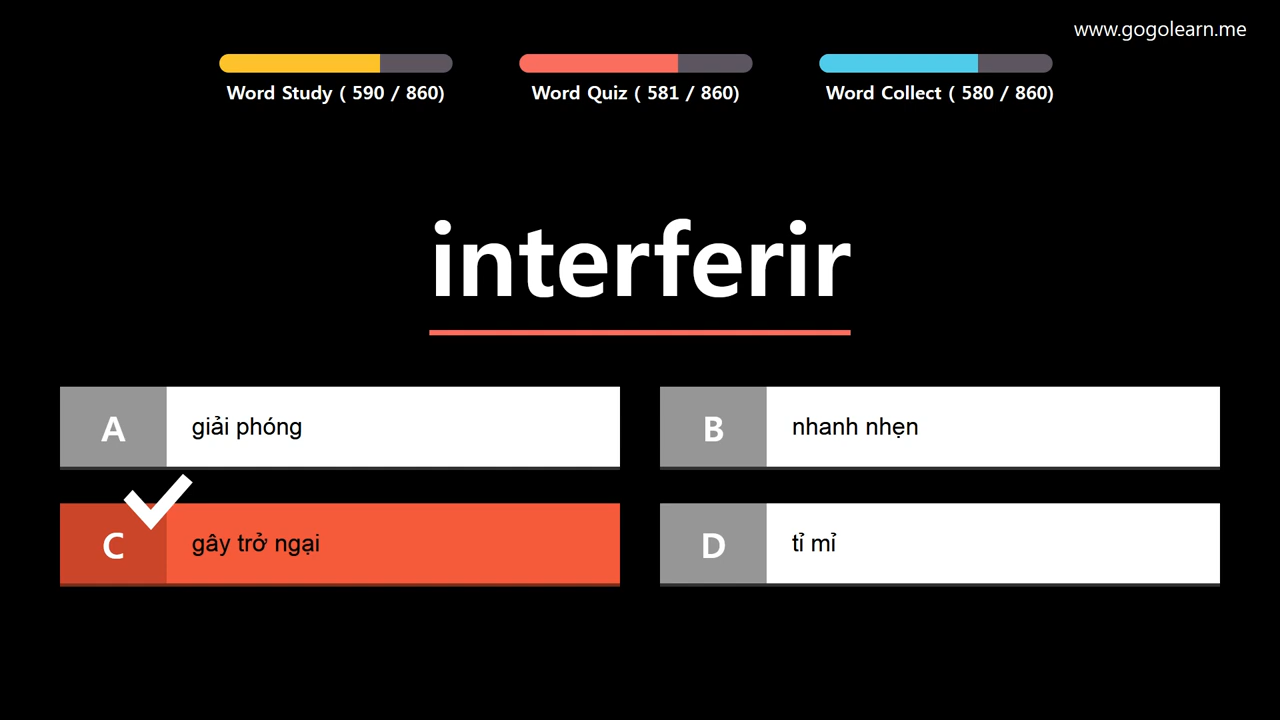 www.gogolearn.me
Word Study ( 590 / 860)
Word Quiz ( 581 / 860)
Word Collect ( 580 / 860)
interferir
A
giải phóng
B
nhanh nhẹn
C
gây trở ngại
D
tỉ mỉ